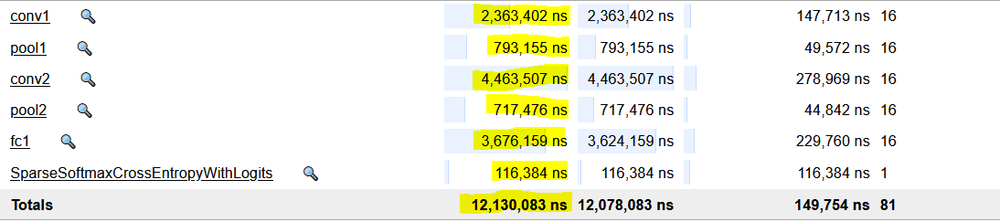 conv1 2,363,402 ns 2,363,402 ns 147,713 ns 16
pool1 793,155 ns 793,155 ns 49,572 ns 16
conv2 4,463,507 ns 4,463,507 ns 278,969 ns 16
pool2 717,476 ns 717,476 ns 44,842 ns 16
fc1 3,676,159 ns 3,624,159 ns 229,760 ns 16
SparseSoftmaxCrossEntropyWithLogits 116,384 ns 116,384 ns 116,384 ns 1
Totals 12,130,083 ns 12,078,083 ns 149,754 ns 81